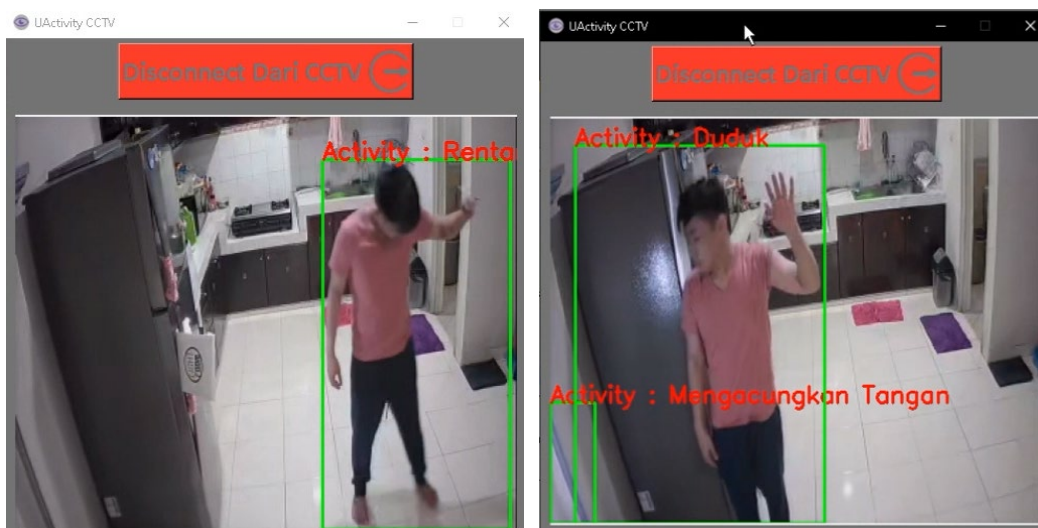 UActivity CCTV
Disconnect Dari CCTV
Activity : Renta
UActivity CCTV
Disconnect Dari CCTV
Activity : Duduk
Activity : Mengacungkan Tangan